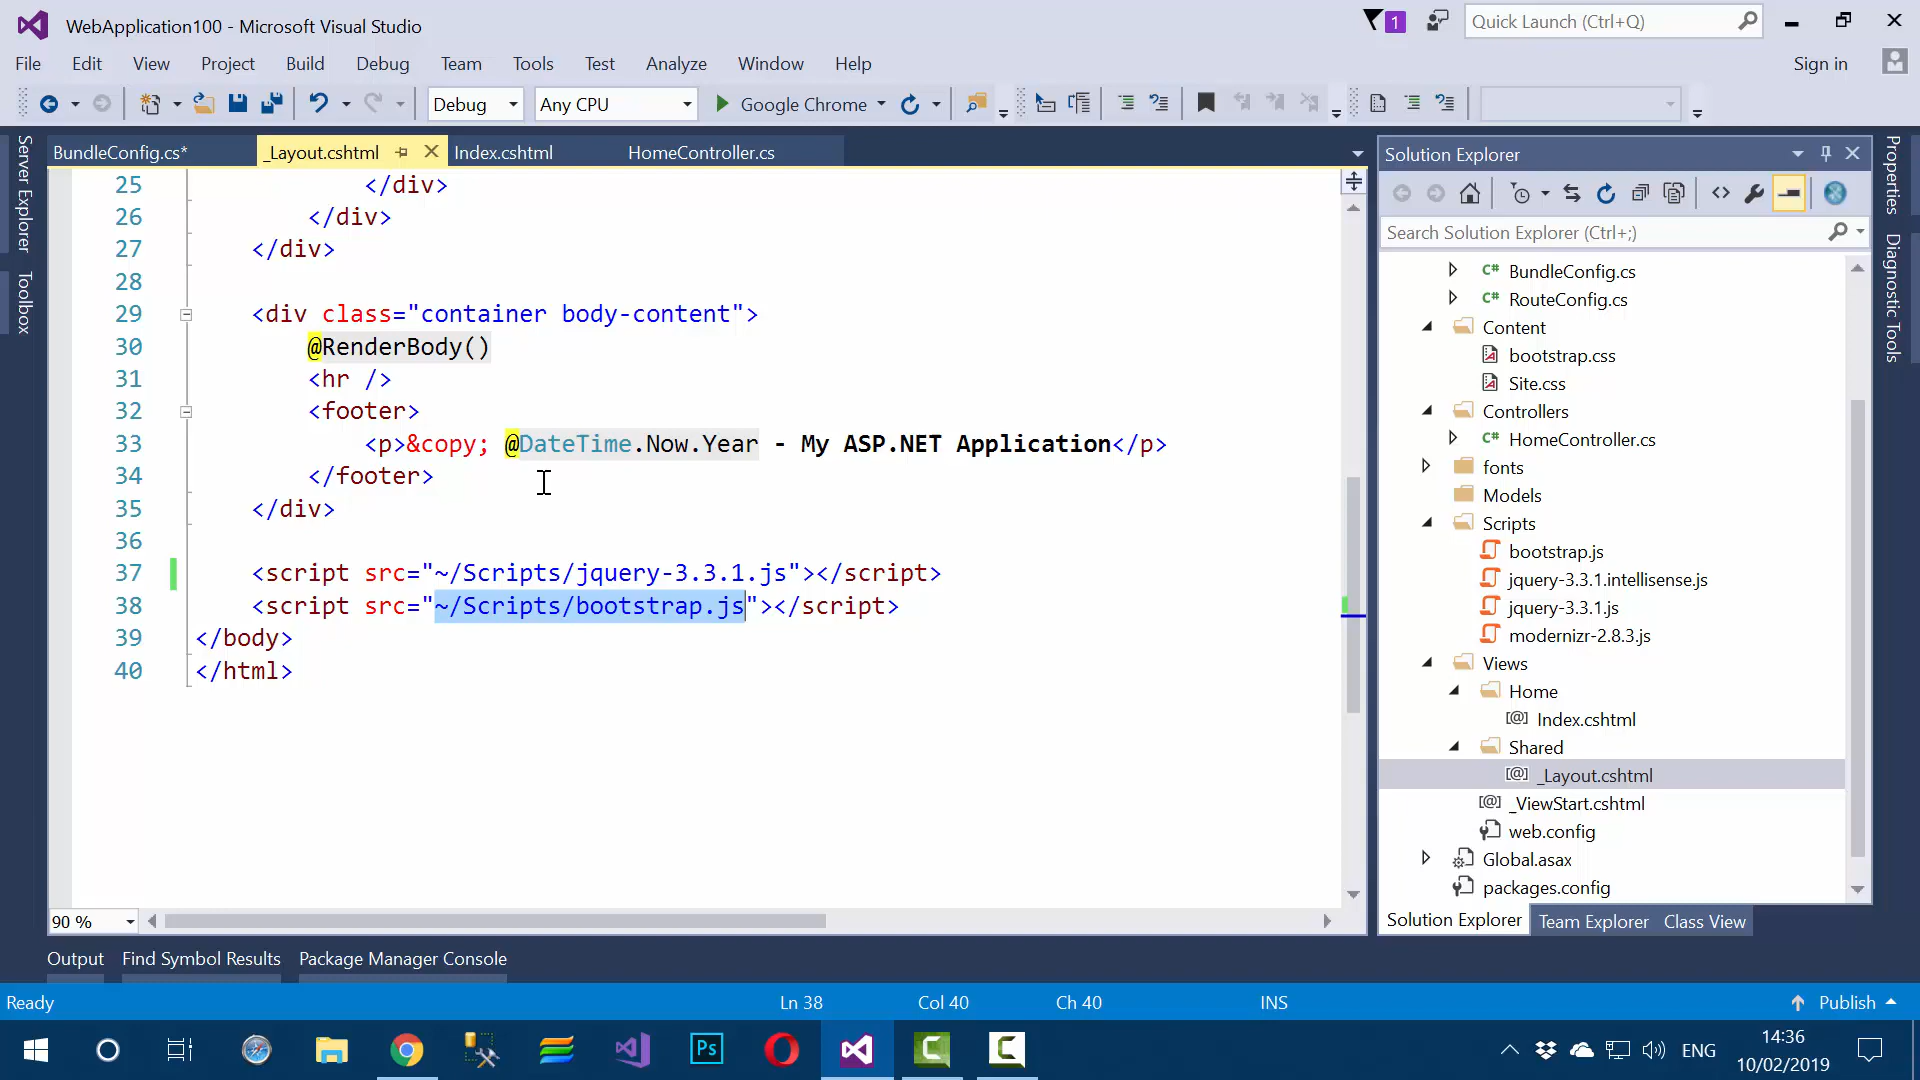 WebApplication100 - Microsoft Visual Studio
1
Quick Launch (Ctrl+Q)
File Edit View Project Build Debug Team Tools Test Analyze Window Help
Sign in
Debug Any CPU Google Chrome
BundleConfig.cs* _Layout.cshtml Index.cshtml HomeController.cs
Server Explorer
Toolbox
25 </div>
26 </div>
27 </div>
28
29 <div class="container body-content">
30 @RenderBody()
31 <hr />
32 <footer>
33 <p>&copy; @DateTime.Now.Year - My ASP.NET Application</p>
34 </footer>
35 </div>
36
37 <script src="~/Scripts/jquery-3.3.1.js"></script>
38 <script src="~/Scripts/bootstrap.js"></script>
39 </body>
40 </html>
90 %
Solution Explorer
Search Solution Explorer (Ctrl+;)
C# BundleConfig.cs
C# RouteConfig.cs
Content
bootstrap.css
Site.css
Controllers
C# HomeController.cs
fonts
Models
Scripts
bootstrap.js
jquery-3.3.1.intellisense.js
jquery-3.3.1.js
modernizr-2.8.3.js
Views
Home
[@] Index.cshtml
Shared
[@] _Layout.cshtml
[@] _ViewStart.cshtml
web.config
Global.asax
packages.config
Solution Explorer Team Explorer Class View
Properties
Diagnostic Tools
Output Find Symbol Results Package Manager Console
Ready Ln 38 Col 40 Ch 40 INS Publish
Ps
ENG
14:36
10/02/2019